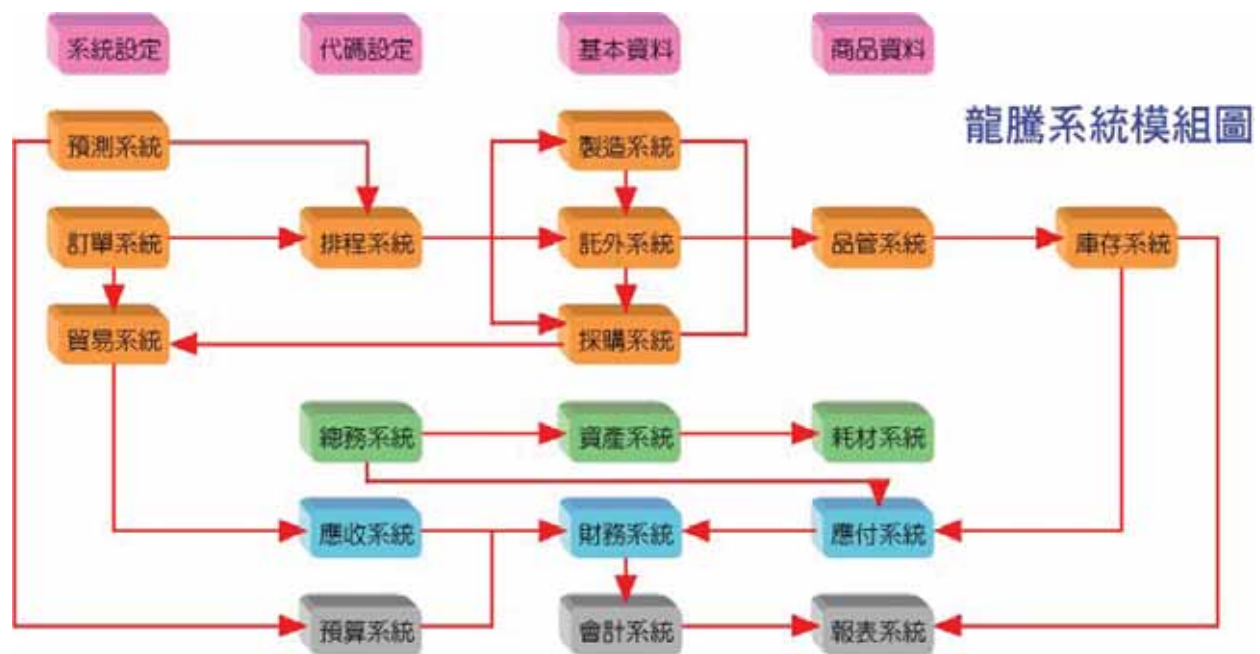 系統設定
代碼設定
基本資料
商品資料
龍騰系統模組圖
預測系統
製造系統
訂單系統
排程系統
託外系統
品管系統
庫存系統
貿易系統
採購系統
總務系統
資產系統
耗材系統
應收系統
財務系統
應付系統
預算系統
會計系統
報表系統